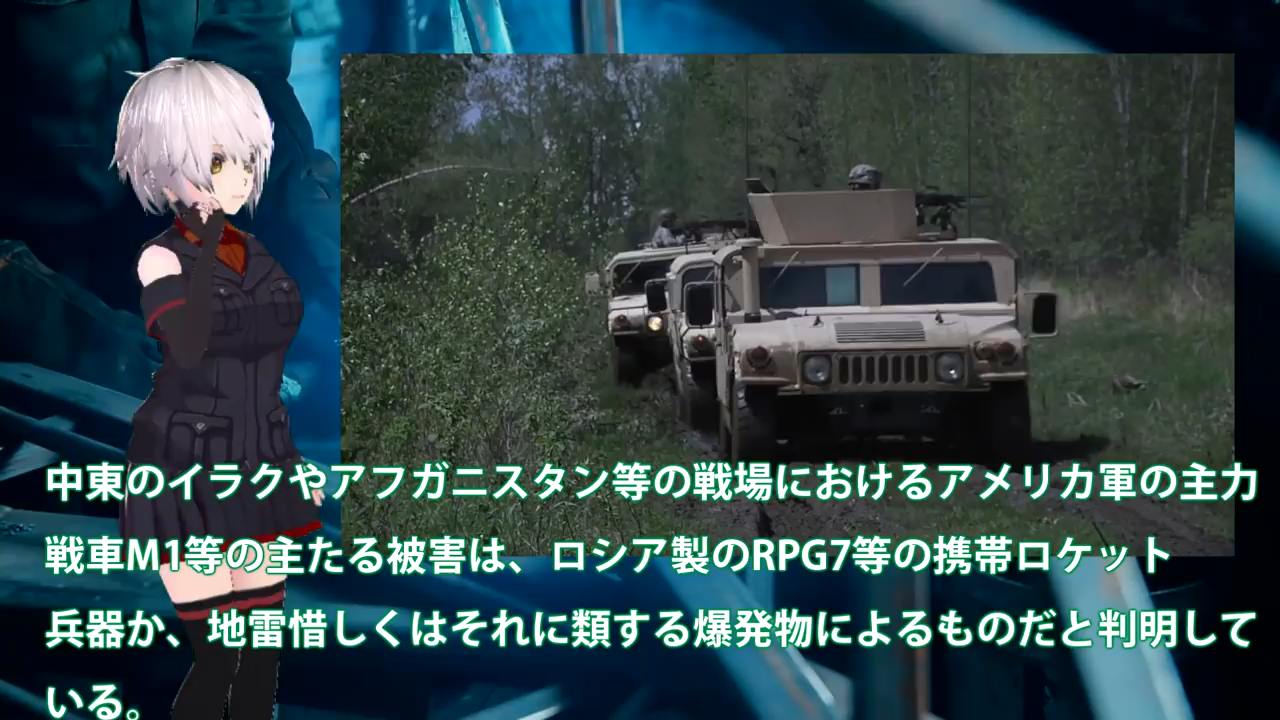 中東のイラクやアフガニスタン等の戦場におけるアメリカ軍の主力
戦車M1等の主たる被害は、ロシア製のRPG7等の携帯ロケット
兵器か、地雷惜しくはそれに類する爆発物によるものだと判明して
いる。